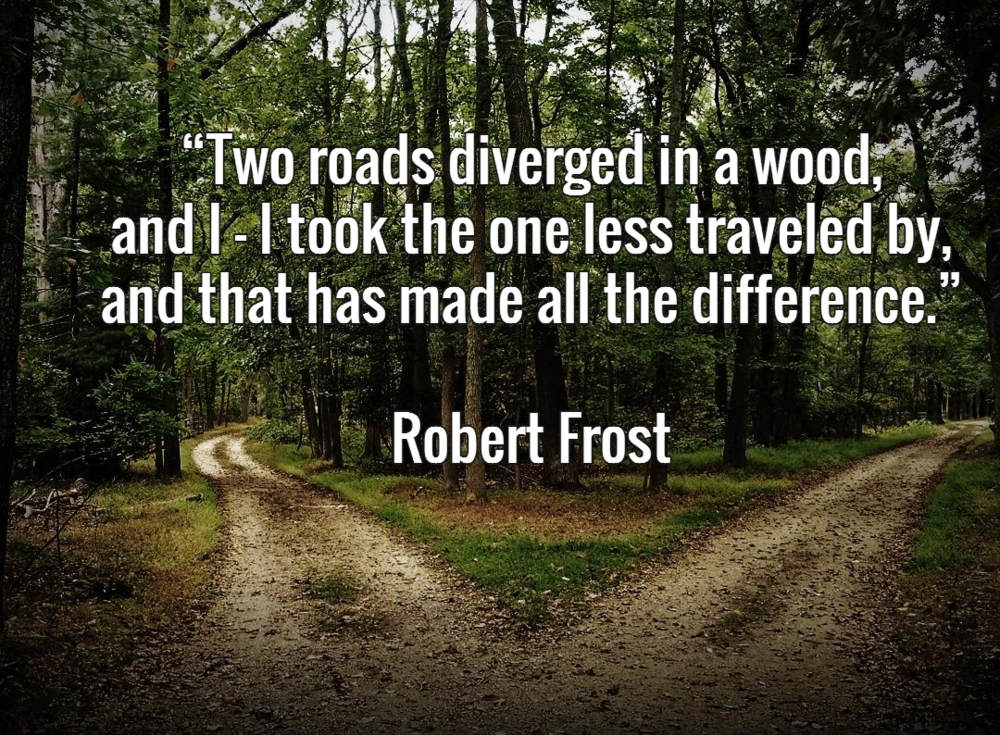 “Two roads diverged in a wood,
and I - I took the one less traveled by,
and that has made all the difference.”
Robert Frost